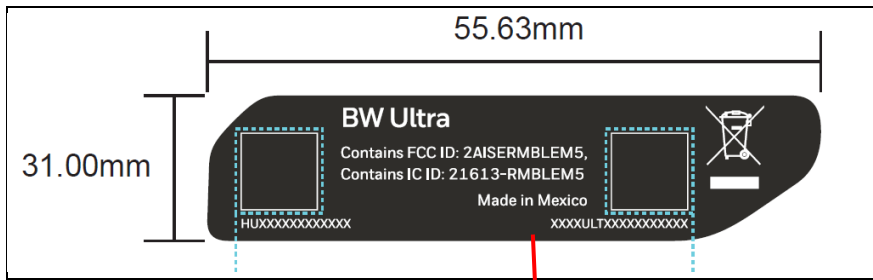 55.63mm
31.00mm
BW Ultra
Contains FCC ID: 2AISERMBLEM5,
Contains IC ID: 21613-RMBLEM5
Made in Mexico
HUXXXXXXXXXXXX
XXXXULTXXXXXXXXXXX